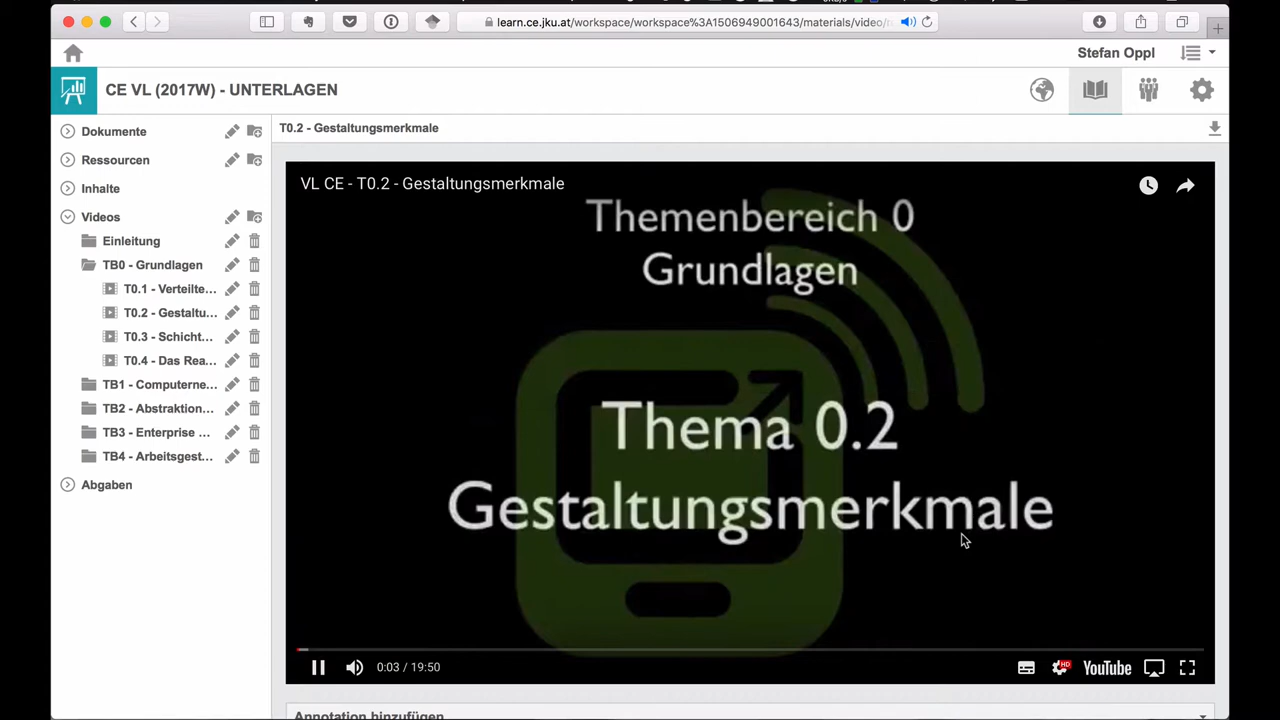 learn.ce.jku.at/workspace/workspace%3A1506949001643/materials/video/
Stefan Oppl
CE VL (2017W) - UNTERLAGEN
Dokumente
Ressourcen
Inhalte
Videos
Einleitung
TB0 - Grundlagen
T0.1 - Verteilte...
T0.2 - Gestaltu...
T0.3 - Schicht...
T0.4 - Das Rea...
TB1 - Computerne...
TB2 - Abstraktion...
TB3 - Enterprise ...
TB4 - Arbeitsgest...
Abgaben
T0.2 - Gestaltungsmerkmale
VL CE - T0.2 - Gestaltungsmerkmale
Themenbereich 0
Grundlagen
Thema 0.2
Gestaltungsmerkmale
0:03 / 19:50
HD
YouTube
Annotation hinzufügen